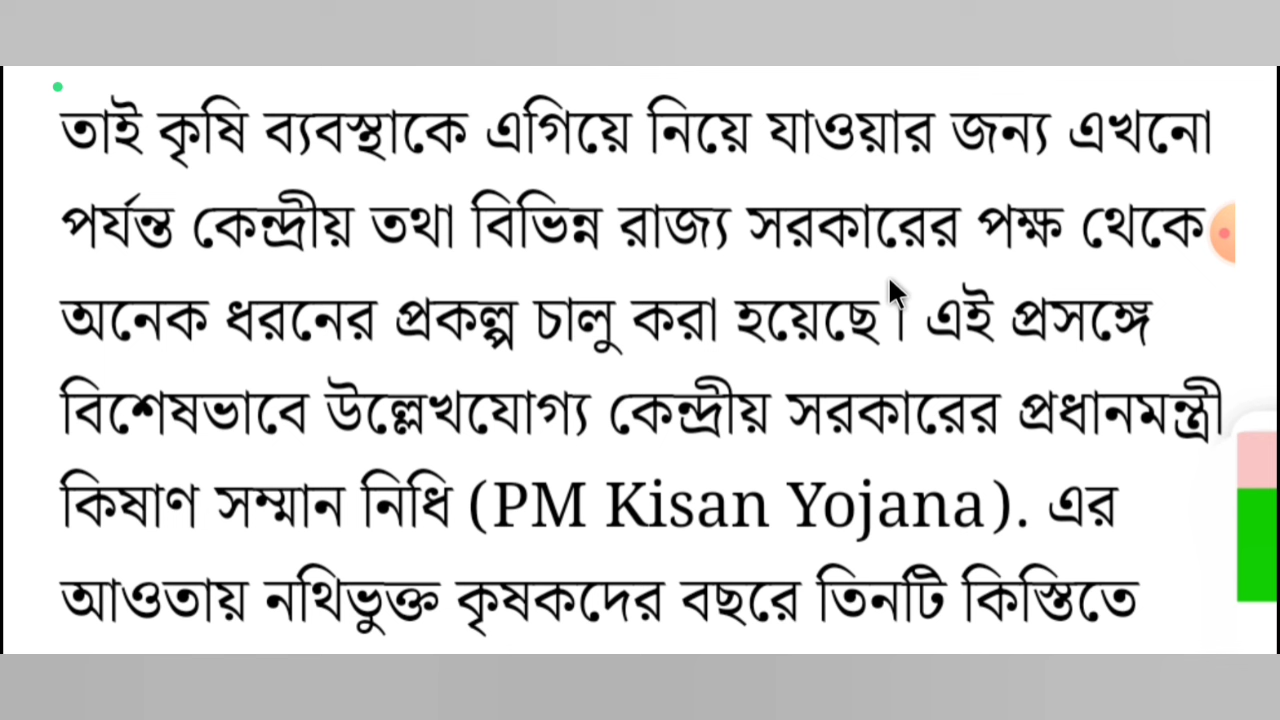 তাই কৃষি ব্যবস্থাকে এগিয়ে নিয়ে যাওয়ার জন্য এখনো
পর্যন্ত কেন্দ্রীয় তথা বিভিন্ন রাজ্য সরকারের পক্ষ থেকে
অনেক ধরনের প্রকল্প চালু করা হয়েছে। এই প্রসঙ্গে
বিশেষভাবে উল্লেখযোগ্য কেন্দ্রীয় সরকারের প্রধানমন্ত্রী
কিষাণ সম্মান নিধি (PM Kisan Yojana). এর
আওতায় নথিভুক্ত কৃষকদের বছরে তিনটি কিস্তিতে